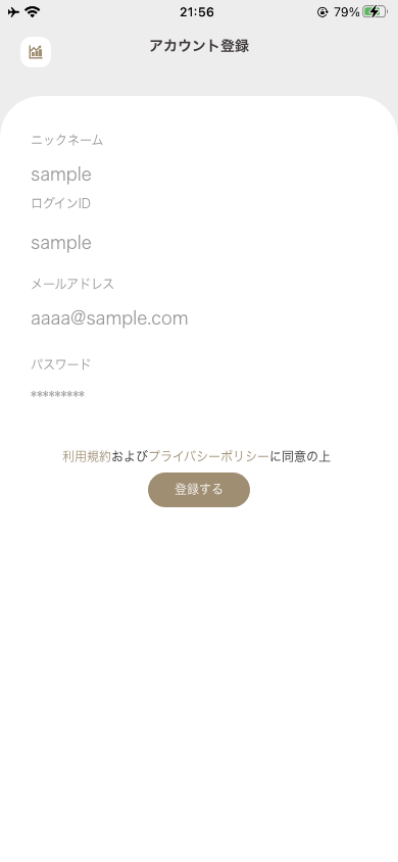 21:56
79%
アカウント登録
ニックネーム
sample
ログインID
sample
メールアドレス
aaaa@sample.com
パスワード
*********
利用規約およびプライバシーポリシーに同意の上
登録する